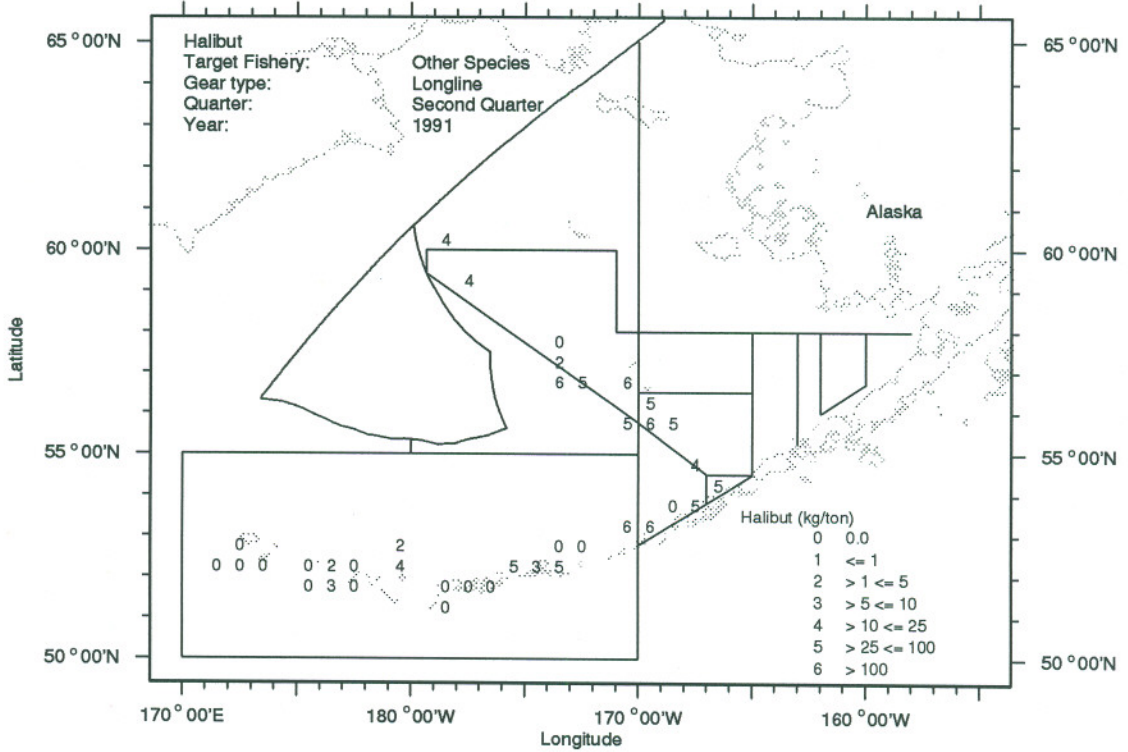 65 °00'N
65 °00'N
Halibut
Target Fishery: Other Species
Gear type: Longline
Quarter: Second Quarter
Year: 1991
Alaska
4
60 °00'N
60 °00'N
4
0
2
6 5 6
5
5 6 5
55 °00'N
55 °00'N
4
5
0 5
6 6
Latitude
0 2 0 0
0 0 0 0 2 0 4 5 3 5
0 3 0 0 0 0
0
Halibut (kg/ton)
0 0.0
1 <= 1
2 > 1 <= 5
3 > 5 <= 10
4 > 10 <= 25
5 > 25 <= 100
6 > 100
50 °00'N
50 °00'N
170 °00'E 180 °00'W 170 °00'W 160 °00'W
Longitude